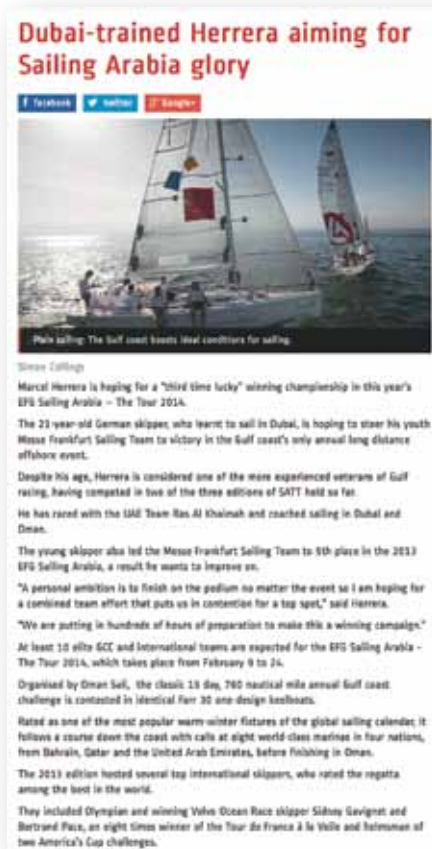 Dubai-trained Herrera aiming for
Sailing Arabia glory
facebook twitter Google+
Plain sailing: The Gulf coast boasts ideal conditions for sailing.
Simon Collings
Marcel Herrera is hoping for a "third time lucky" winning championship in this year's
EFG Sailing Arabia – The Tour 2014.
The 21-year-old German skipper, who learnt to sail in Dubai, is hoping to steer his youth
Messe Frankfurt Sailing Team to victory in the Gulf coast's only annual long distance
offshore event.
Despite his age, Herrera is considered one of the more experienced veterans of Gulf
racing, having competed in two of the three editions of SATT held so far.
He has raced with the UAE Team Ras Al Khaimah and coached sailing in Dubai and
Oman.
The young skipper also led the Messe Frankfurt Sailing Team to 5th place in the 2013
EFG Sailing Arabia, a result he wants to improve on.
"A personal ambition is to finish on the podium no matter the event so I am hoping for
a combined team effort that puts us in contention for a top spot," said Herrera.
"We are putting in hundreds of hours of preparation to make this a winning campaign."
At least 10 elite GCC and international teams are expected for the EFG Sailing Arabia -
The Tour 2014, which takes place from February 9 to 24.
Organised by Oman Sail, the classic 15 day, 760 nautical mile annual Gulf coast
challenge is contested in identical Farr 30 one-design keelboats.
Rated as one of the most popular warm-winter fixtures of the global sailing calendar, it
follows a course down the coast with calls at eight world class marinas in four nations,
from Bahrain, Qatar and the United Arab Emirates, before finishing in Oman.
The 2013 edition hosted several top international skippers, who rated the regatta
among the best in the world.
They included Olympian and winning Volvo Ocean Race skipper Sidney Gavignet and
Bertrand Pace, an eight times winner of the Tour de France à la Voile and helmsman of
two America's Cup challenges.